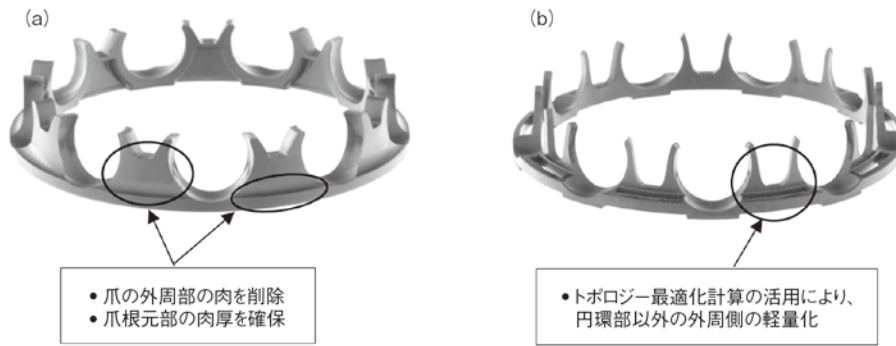 (a)
(b)
• 爪の外周部の肉を削除
• 爪根元部の肉厚を確保
• トポロジー最適化計算の活用により、
円環部以外の外周側の軽量化